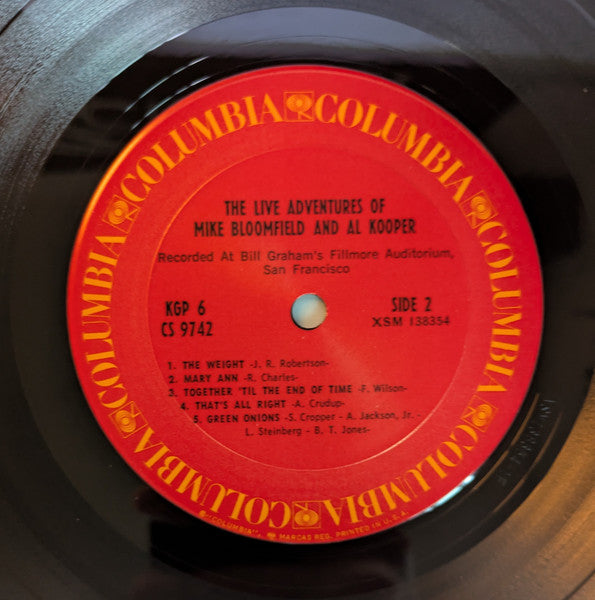 COLUMBIA COLUMBIA COLUMBIA COLUMBIA COLUMBIA COLUMBIA
THE LIVE ADVENTURES OF
MIKE BLOOMFIELD AND AL KOOPER
Recorded At Bill Graham's Fillmore Auditorium,
San Francisco
KGP 6 SIDE 2
CS 9742 XSM 138354
1. THE WEIGHT -J. R. Robertson-
2. MARY ANN -R. Charles-
3. TOGETHER 'TIL THE END OF TIME -F. Wilson-
4. THAT'S ALL RIGHT -A. Crudup-
5. GREEN ONIONS -S. Cropper - A. Jackson, Jr. -
L. Steinberg - B. T. Jones-
"COLUMBIA", MARCAS REG. PRINTED IN U.S.A.